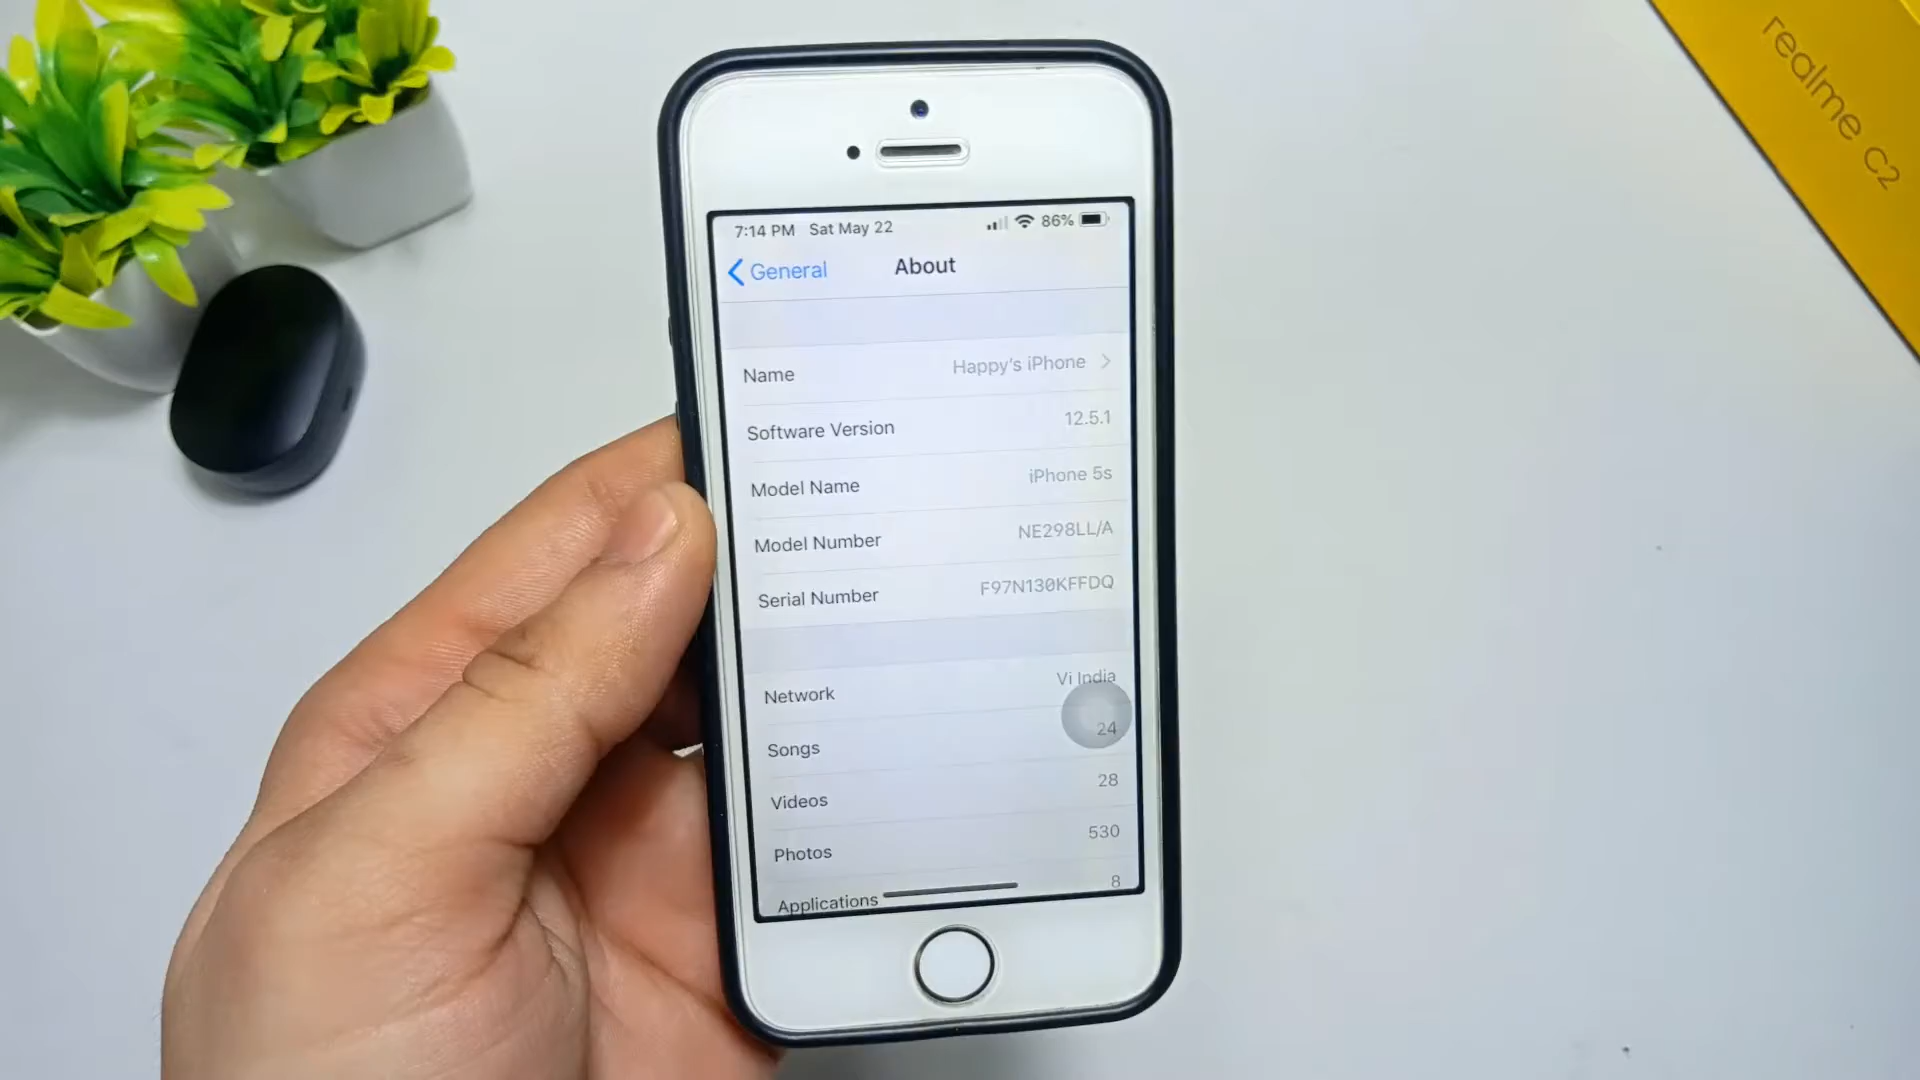 realme C2
7:14 PM Sat May 22 86%
General About
Name Happy's iPhone
Software Version 12.5.1
Model Name iPhone 5s
Model Number NE298LL/A
Serial Number F97N130KFFDQ
Network Vi India
Songs 24
Videos 28
Photos 530
Applications 8